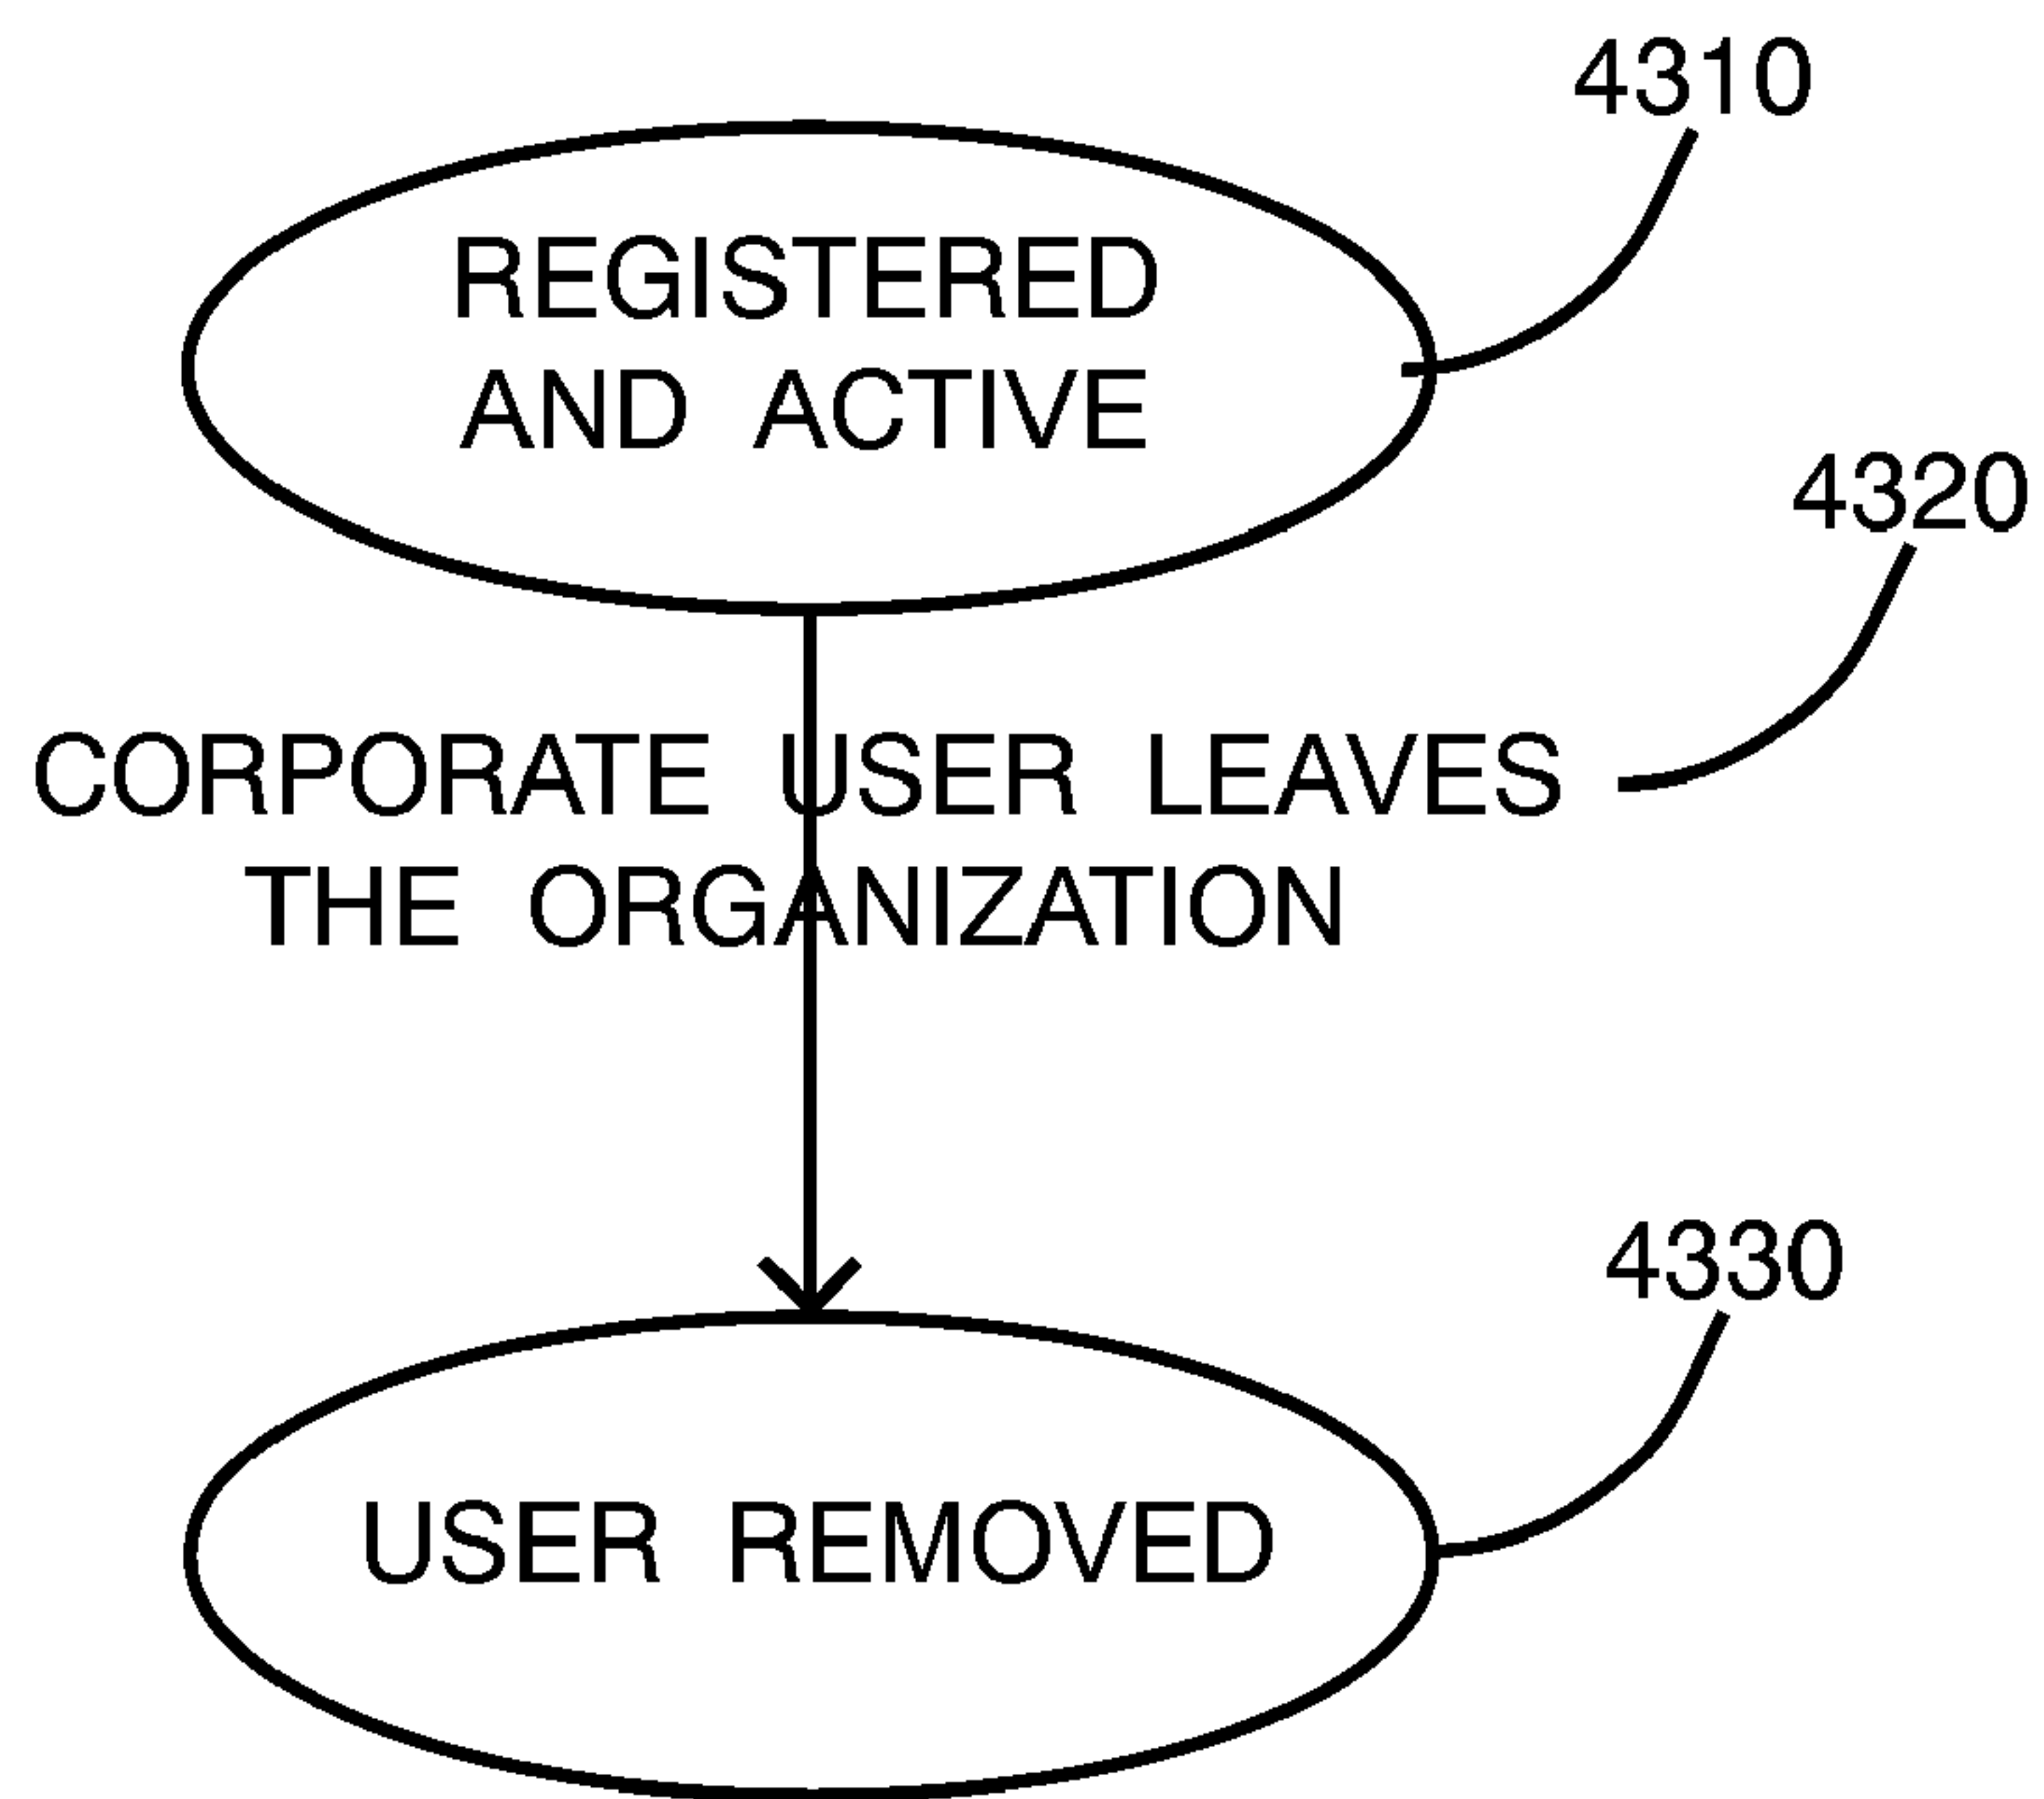 4310
REGISTERED
AND ACTIVE
4320
CORPORATE USER LEAVES
THE ORGANIZATION
4330
USER REMOVED